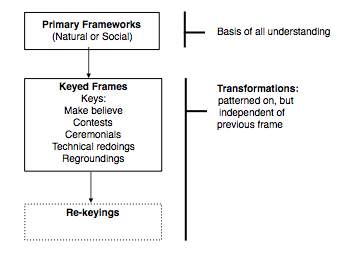 Primary Frameworks
(Natural or Social)
Basis of all understanding
Keyed Frames
Keys:
Make believe
Contests
Ceremonials
Technical redoings
Regroundings
Transformations:
patterned on, but
independent of
previous frame
Re-keyings